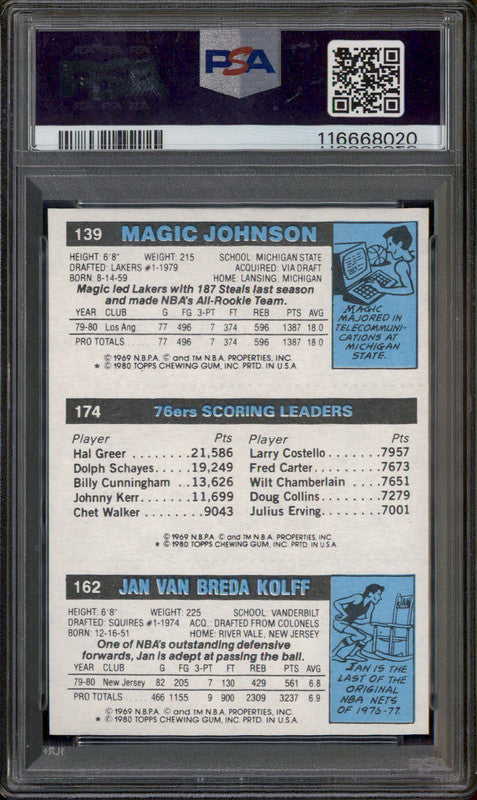 PSA
116668020
139 MAGIC JOHNSON
HEIGHT: 6'8" WEIGHT: 215 SCHOOL: MICHIGAN STATE
DRAFTED: LAKERS #1-1979 ACQUIRED: VIA DRAFT
BORN: 8-14-59 HOME: LANSING, MICHIGAN
Magic led Lakers with 187 Steals last season
and made NBA's All-Rookie Team.
YEAR CLUB G FG 3-PT FT REB PTS AVG
79-80 Los Ang. 77 496 7 374 596 1387 18.0
PRO TOTALS . . . . 77 496 7 374 596 1387 18.0
© 1969 N.B.P.A. © and TM N.B.A. PROPERTIES, INC.
★ © 1980 TOPPS CHEWING GUM, INC. PRTD. IN U.S.A.
MAGIC
MAJORED IN
TELECOMMUNI-
CATIONS AT
MICHIGAN
STATE.
174 76ers SCORING LEADERS
Player Pts Player Pts
Hal Greer . . . . . . . . 21,586 Larry Costello . . . . . 7957
Dolph Schayes. . . . 19,249 Fred Carter. . . . . . . . 7673
Billy Cunningham . . 13,626 Wilt Chamberlain . . . 7651
Johnny Kerr. . . . . . 11,699 Doug Collins . . . . . . 7279
Chet Walker . . . . . . 9043 Julius Erving. . . . . . . 7001
© 1969 N.B.P.A. © and TM N.B.A. PROPERTIES, INC.
★ © 1980 TOPPS CHEWING GUM, INC. PRTD. IN U.S.A.
162 JAN VAN BREDA KOLFF
HEIGHT: 6'8" WEIGHT: 225 SCHOOL: VANDERBILT
DRAFTED: SQUIRES #1-1974 ACQ.: DRAFTED FROM COLONELS
BORN: 12-16-51 HOME: RIVER VALE, NEW JERSEY
One of NBA's outstanding defensive
forwards, Jan is adept at passing the ball.
YEAR CLUB G FG 3-PT FT REB PTS AVG
79-80 New Jersey 82 205 7 130 429 561 6.8
PRO TOTALS . . . . 466 1155 9 900 2309 3237 6.9
© 1969 N.B.P.A. © and TM N.B.A. PROPERTIES, INC.
★ © 1980 TOPPS CHEWING GUM, INC. PRTD. IN U.S.A.
JAN IS THE
LAST OF THE
ORIGINAL
NBA NETS
OF 1976-77.
PSA